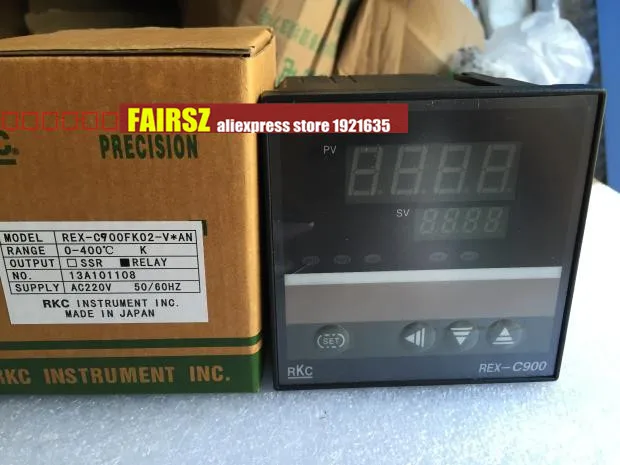 FAIRSZ aliexpress store 1921635
PRECISION
MODEL REX-C900FK02-V*AN
RANGE 0-400℃ K
OUTPUT □SSR ■RELAY
NO. 13A101108
SUPPLY AC220V 50/60HZ
RKC INSTRUMENT INC.
MADE IN JAPAN
RKC INSTRUMENT INC.
PV
SV
SET
RKC
REX-C900